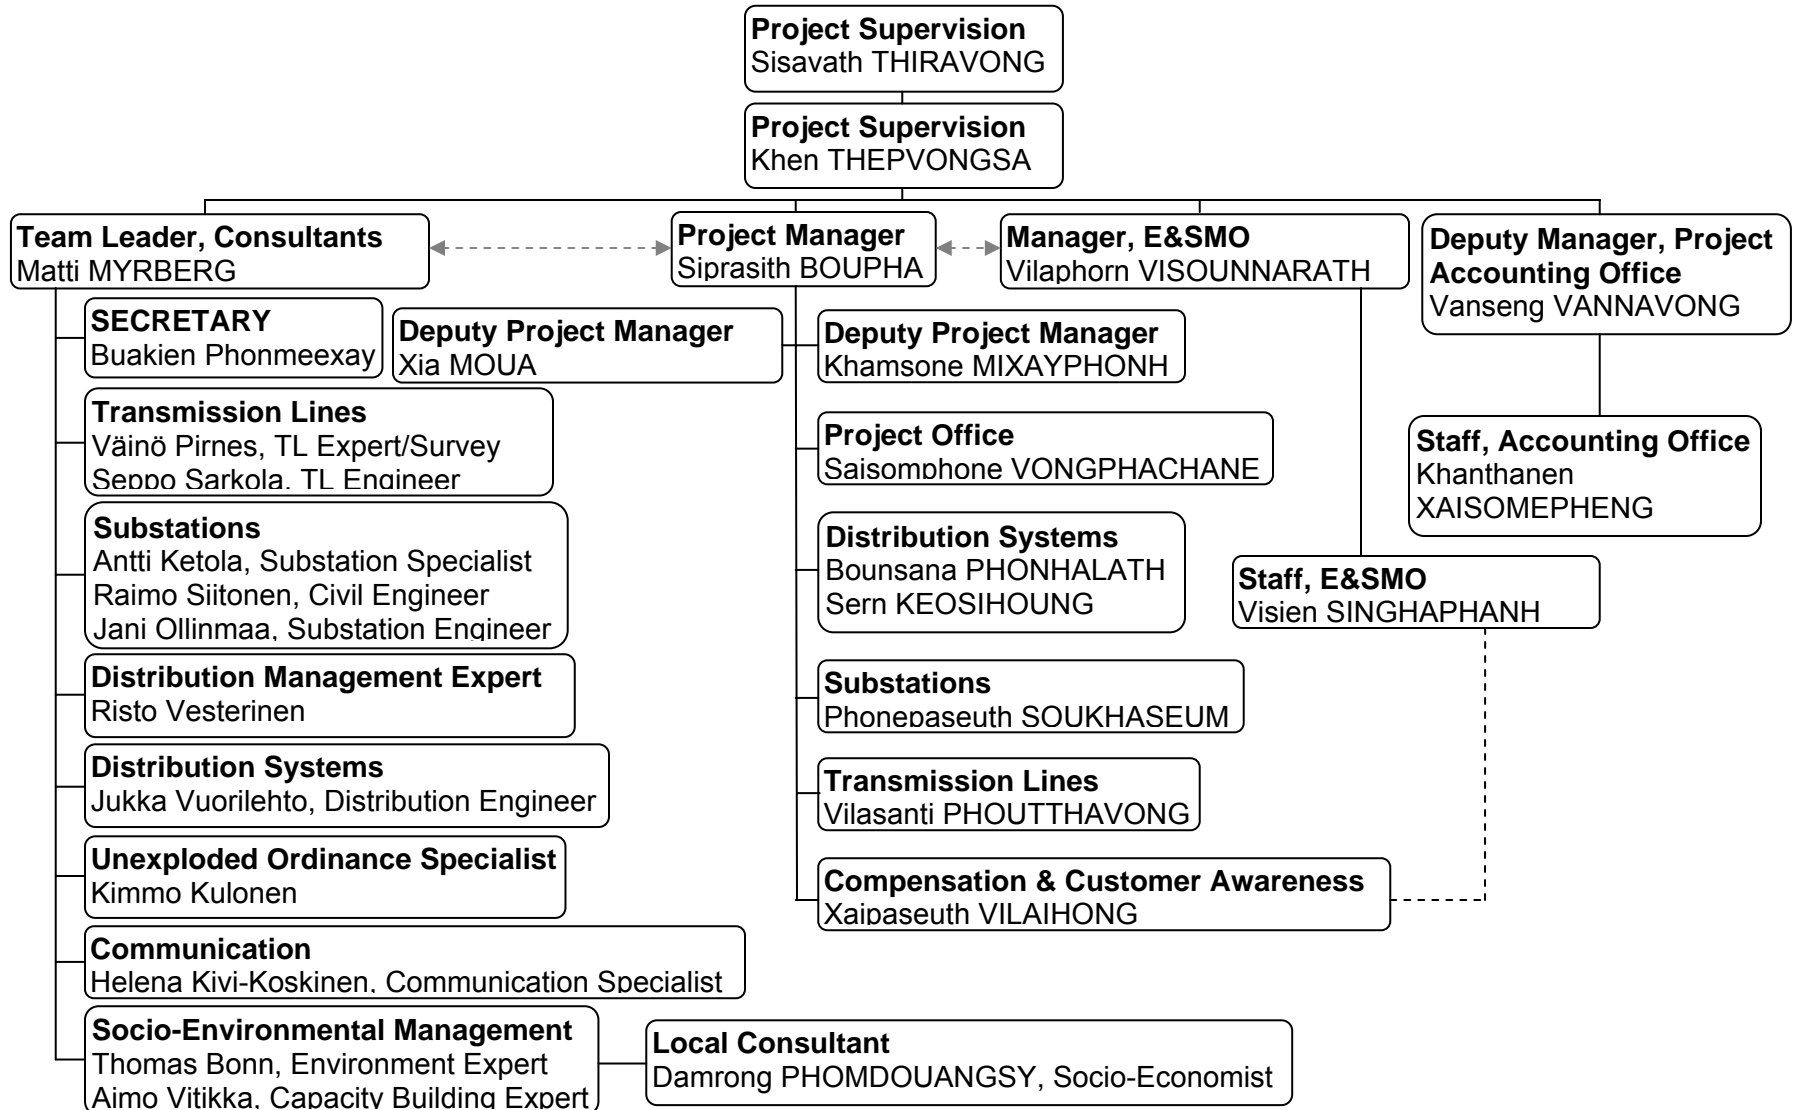 Project Supervision
Sisavath THIRAVONG
Project Supervision
Khen THEPVONGSA
Team Leader, Consultants
Matti MYRBERG
Project Manager
Siprasith BOUPHA
Manager, E&SMO
Vilaphorn VISOUNNARATH
Deputy Manager, Project
Accounting Office
Vanseng VANNAVONG
SECRETARY
Buakien Phonmeexay
Transmission Lines
Väinö Pirnes, TL Expert/Survey
Seppo Sarkola, TL Engineer
Substations
Antti Ketola, Substation Specialist
Raimo Siitonen, Civil Engineer
Jani Ollinmaa, Substation Engineer
Distribution Management Expert
Risto Vesterinen
Distribution Systems
Jukka Vuorilehto, Distribution Engineer
Unexploded Ordinance Specialist
Kimmo Kulonen
Communication
Helena Kivi-Koskinen, Communication Specialist
Socio-Environmental Management
Thomas Bonn, Environment Expert
Aimo Vitikka, Capacity Building Expert
Local Consultant
Damrong PHOMDOUANGSY, Socio-Economist
Deputy Project Manager
Xia MOUA
Deputy Project Manager
Khamsone MIXAYPHONH
Project Office
Saisomphone VONGPHACHANE
Distribution Systems
Bounsana PHONHALATH
Sern KEOSIHOUNG
Substations
Phonepaseuth SOUKHASEUM
Transmission Lines
Vilasanti PHOUTTHAVONG
Compensation & Customer Awareness
Xaipaseuth VILAIHONG
Staff, E&SMO
Visien SINGHAPHANH
Staff, Accounting Office
Khanthanen
XAISOMEPHENG